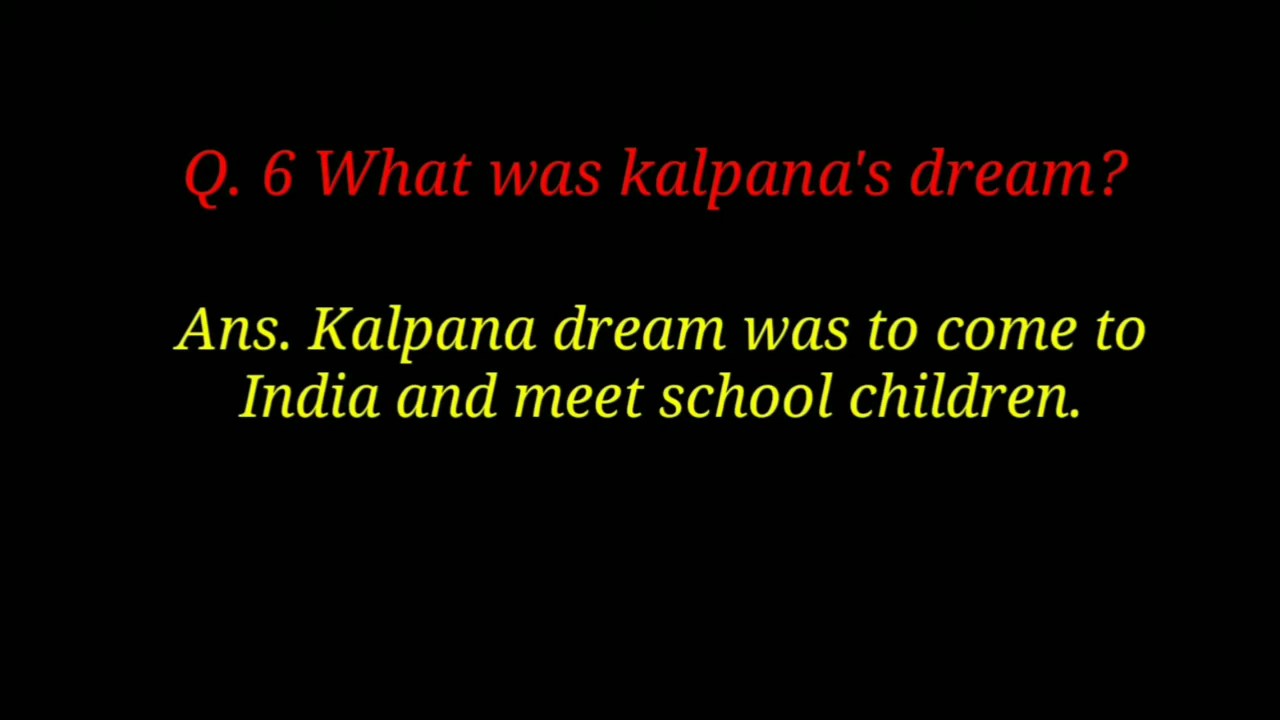 Q. 6 What was kalpana's dream?
Ans. Kalpana dream was to come to
India and meet school children.